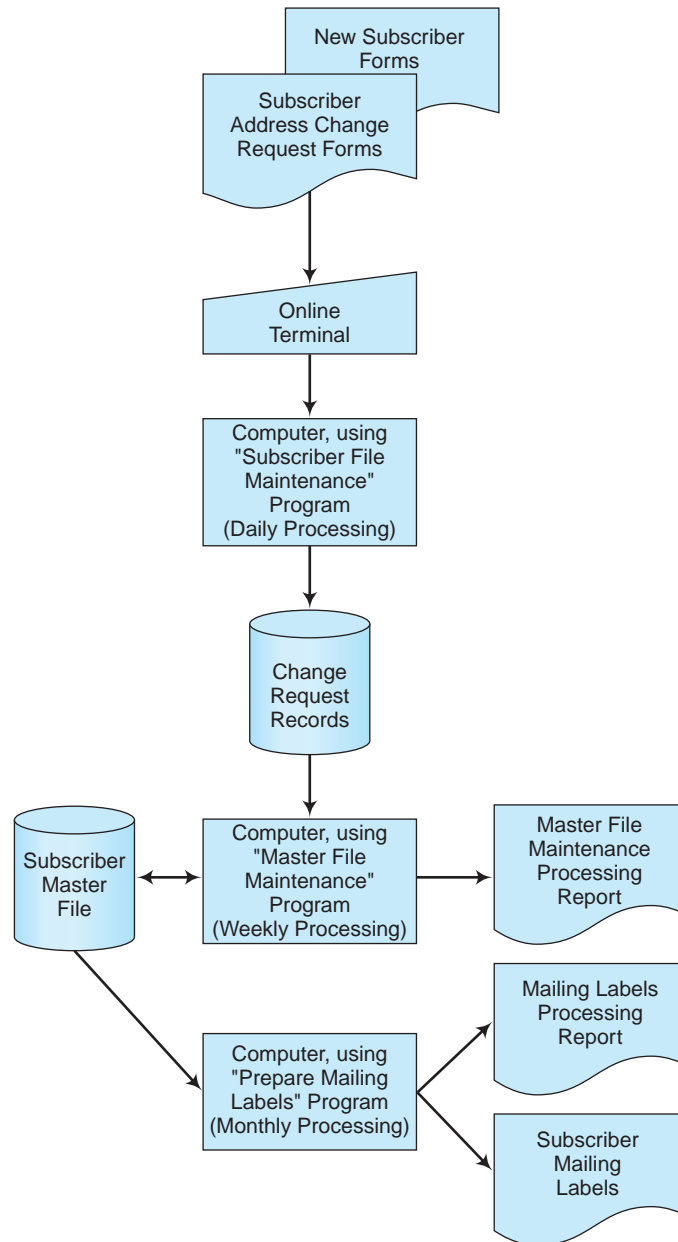 New Subscriber
Forms
Subscriber
Address Change
Request Forms
Online
Terminal
Computer, using
"Subscriber File
Maintenance"
Program
(Daily Processing)
Change
Request
Records
Subscriber
Master
File
Computer, using
"Master File
Maintenance"
Program
(Weekly Processing)
Master File
Maintenance
Processing
Report
Computer, using
"Prepare Mailing
Labels" Program
(Monthly Processing)
Mailing Labels
Processing
Report
Subscriber
Mailing
Labels